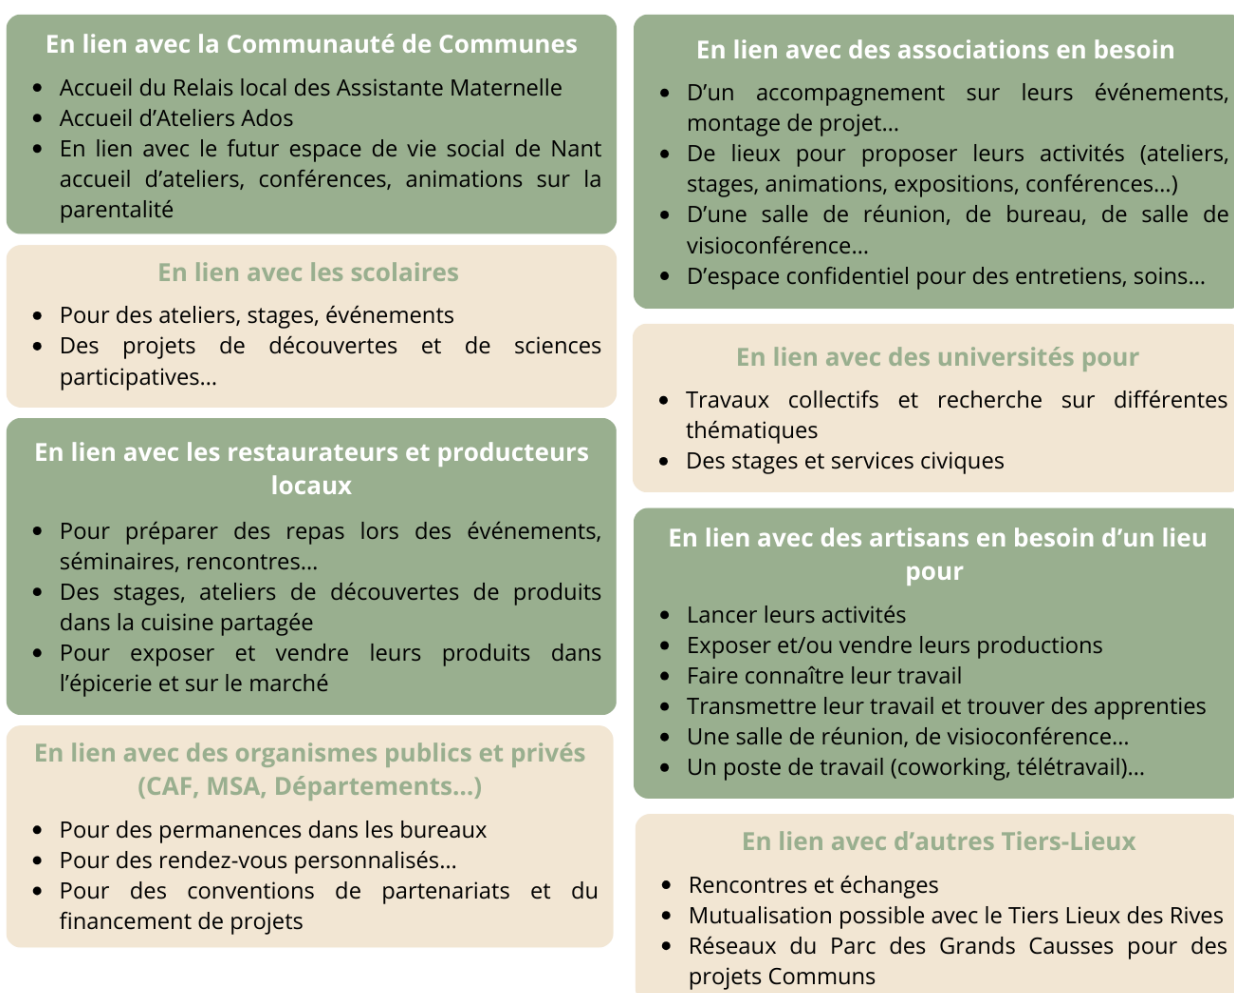 En lien avec la Communauté de Communes
Accueil du Relais local des Assistante Maternelle
Accueil d'Ateliers Ados
En lien avec le futur espace de vie social de Nant
accueil d'ateliers, conférences, animations sur la
parentalité
En lien avec les scolaires
Pour des ateliers, stages, événements
Des projets de découvertes et de sciences
participatives...
En lien avec les restaurateurs et producteurs
locaux
Pour préparer des repas lors des événements,
séminaires, rencontres...
Des stages, ateliers de découvertes de produits
dans la cuisine partagée
Pour exposer et vendre leurs produits dans
l'épicerie et sur le marché
En lien avec des organismes publics et privés
(CAF, MSA, Départements...)
Pour des permanences dans les bureaux
Pour des rendez-vous personnalisés...
Pour des conventions de partenariats et du
financement de projets
En lien avec des associations en besoin
D'un accompagnement sur leurs événements,
montage de projet...
De lieux pour proposer leurs activités (ateliers,
stages, animations, expositions, conférences...)
D'une salle de réunion, de bureau, de salle de
visioconférence...
D'espace confidentiel pour des entretiens, soins...
En lien avec des universités pour
Travaux collectifs et recherche sur différentes
thématiques
Des stages et services civiques
En lien avec des artisans en besoin d'un lieu
pour
Lancer leurs activités
Exposer et/ou vendre leurs productions
Faire connaître leur travail
Transmettre leur travail et trouver des apprenties
Une salle de réunion, de visioconférence...
Un poste de travail (coworking, télétravail)...
En lien avec d'autres Tiers-Lieux
Rencontres et échanges
Mutualisation possible avec le Tiers Lieux des Rives
Réseaux du Parc des Grands Causses pour des
projets Communs